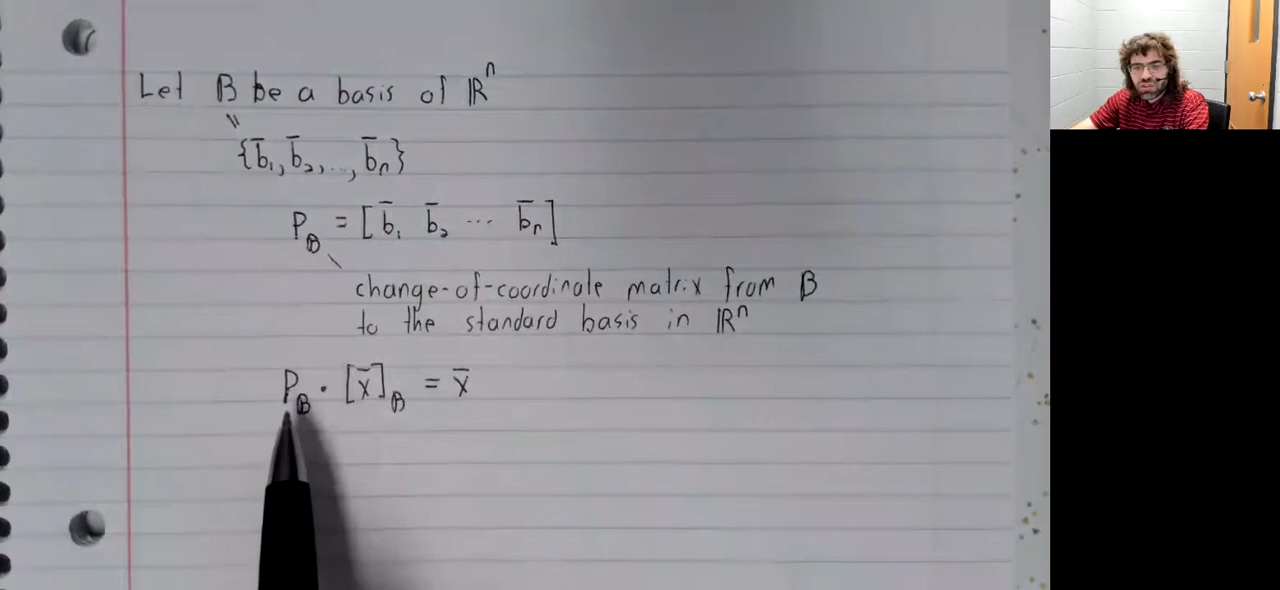 Let B be a basis of ℝⁿ
"
{b̄₁, b̄₂, ..., b̄ₙ}
P_B = [b̄₁ b̄₂ ... b̄ₙ]
change-of-coordinate matrix from B
to the standard basis in ℝⁿ
P_B · [x̄]_B = x̄